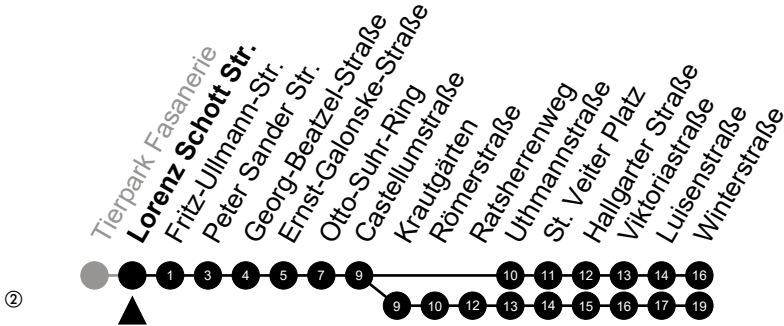 Tierpark Fasanerie
Lorenz Schott Str.
Fritz-Ullmann-Str.
Peter Sander Str.
Georg-Beatzel-Straße
Ernst-Galonske-Straße
Otto-Suhr-Ring
Castellumstraße
Krautgärten
Römerstraße
Ratsherrenweg
Uthmannstraße
St. Veiter Platz
Hallgarter Straße
Viktoriastraße
Luisenstraße
Winterstraße
1 3 4 5 7 9 10 11 12 13 14 16
② 9 10 12 13 14 15 16 17 19